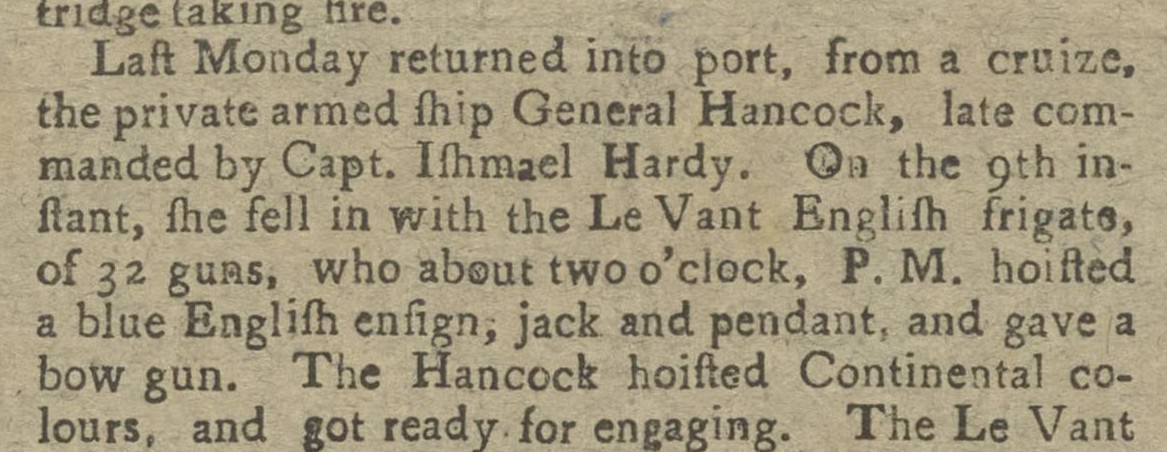 tridge taking fire.
Laſt Monday returned into port, from a cruize,
the private armed ſhip General Hancock, late com-
manded by Capt. Iſhmael Hardy. On the 9th in-
ſtant, ſhe fell in with the Le Vant Engliſh frigate,
of 32 guns, who about two o'clock, P. M. hoiſted
a blue Engliſh enſign, jack and pendant, and gave a
bow gun. The Hancock hoiſted Continental co-
lours, and got ready for engaging. The Le Vant